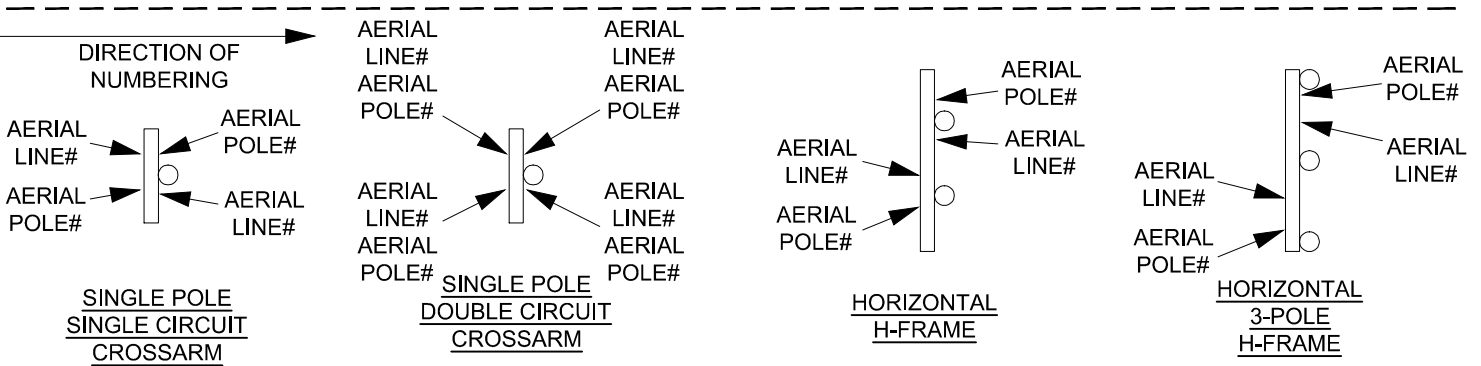 DIRECTION OF
NUMBERING
AERIAL
LINE#
AERIAL
POLE#
AERIAL
POLE#
AERIAL
LINE#
SINGLE POLE
SINGLE CIRCUIT
CROSSARM
AERIAL
LINE#
AERIAL
POLE#
AERIAL
LINE#
AERIAL
POLE#
AERIAL
LINE#
AERIAL
POLE#
AERIAL
LINE#
AERIAL
POLE#
SINGLE POLE
DOUBLE CIRCUIT
CROSSARM
AERIAL
POLE#
AERIAL
LINE#
AERIAL
LINE#
AERIAL
POLE#
HORIZONTAL
H-FRAME
AERIAL
POLE#
AERIAL
LINE#
AERIAL
LINE#
AERIAL
POLE#
HORIZONTAL
3-POLE
H-FRAME